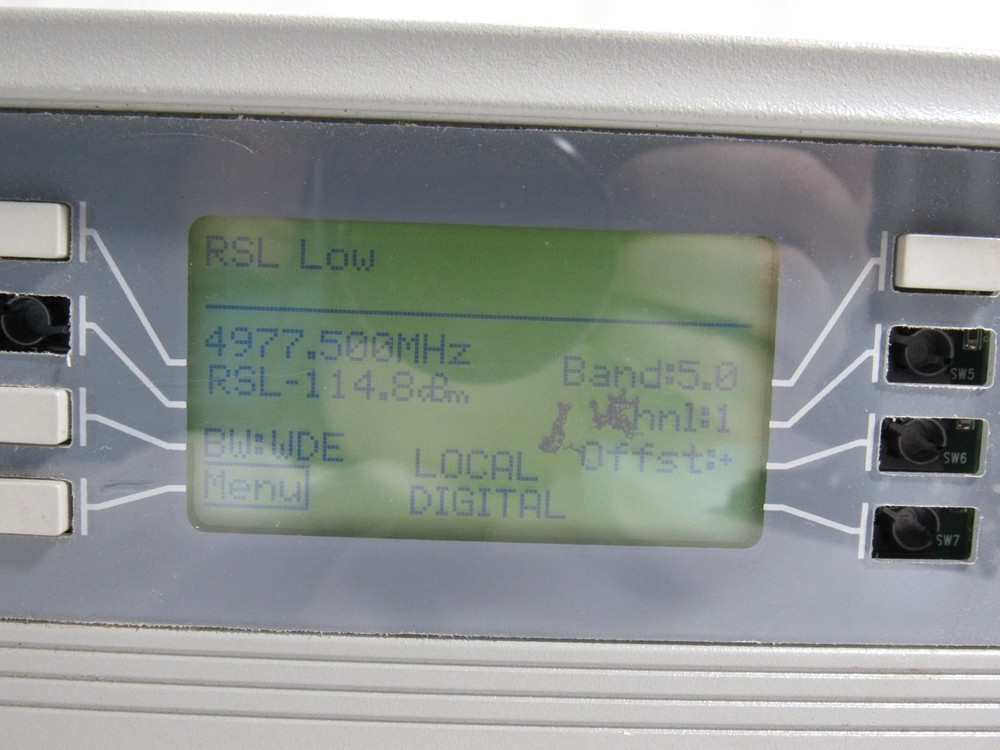 RSL Low
4977.500MHz
RSL-114.8dBm
Band:5.0
Chnl:1
BW:WDE
Offst:+
LOCAL
Menu
DIGITAL
SW5
SW6
SW7